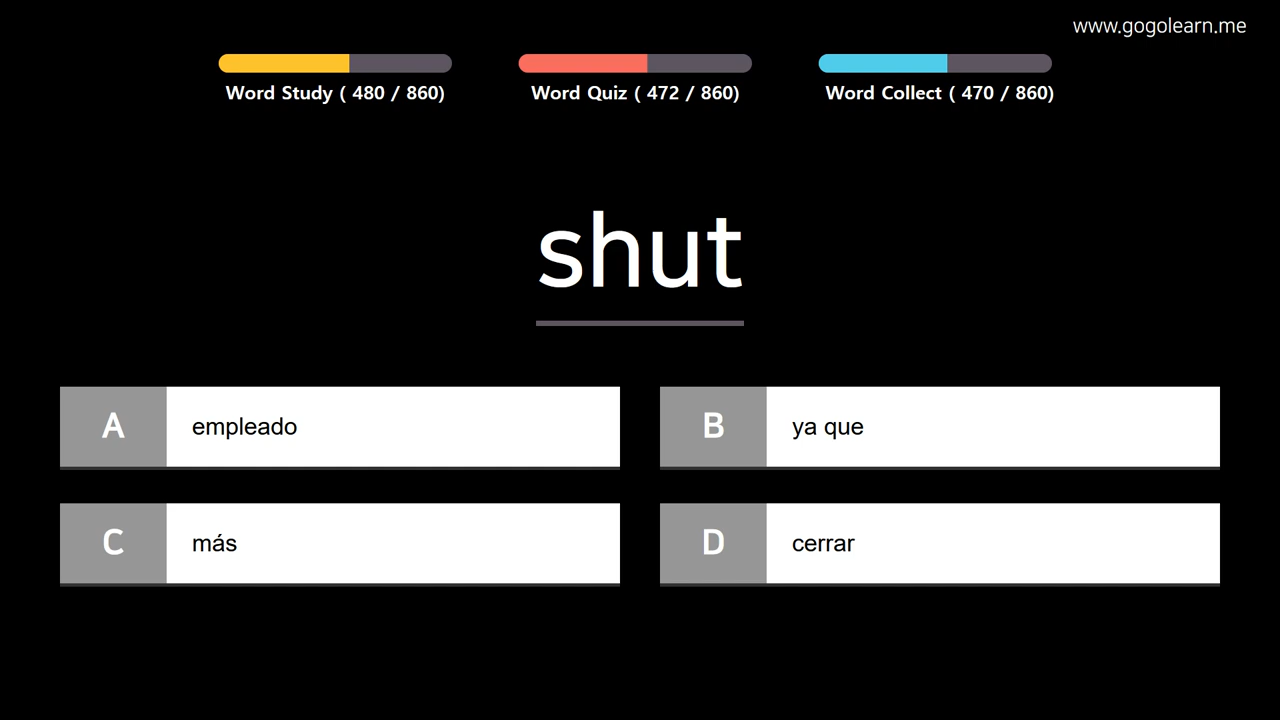 www.gogolearn.me
Word Study ( 480 / 860)
Word Quiz ( 472 / 860)
Word Collect ( 470 / 860)
shut
A empleado
B ya que
C más
D cerrar